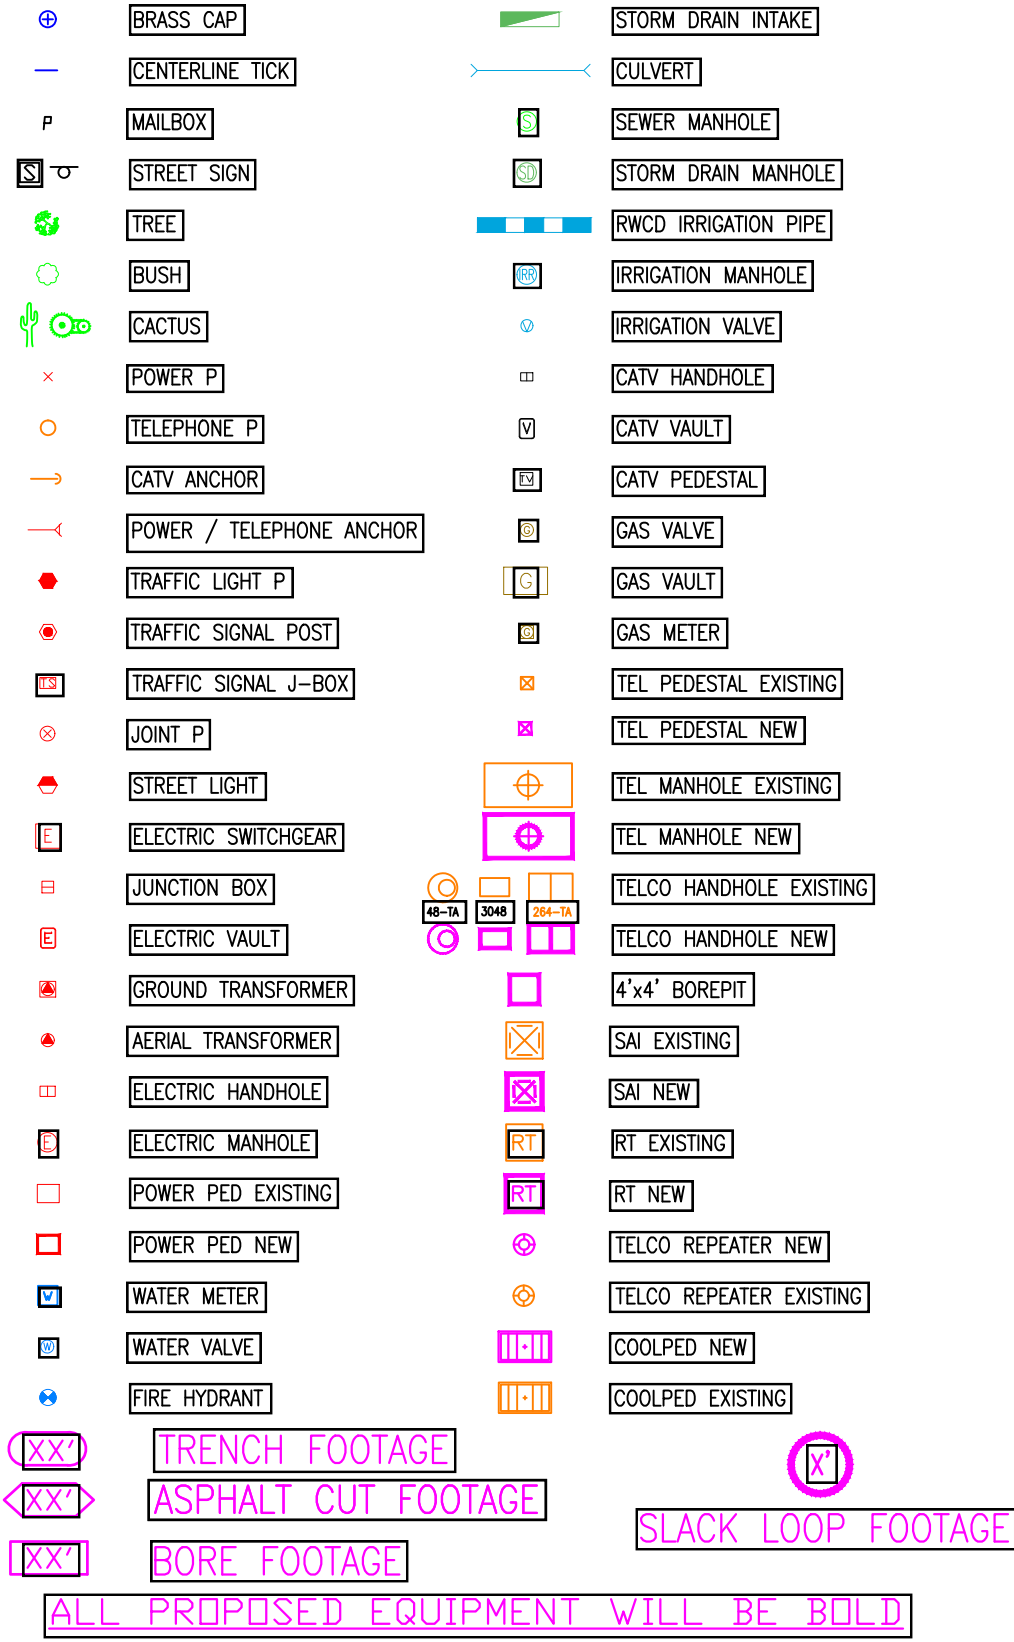 BRASS CAP
CENTERLINE TICK
P MAILBOX
S STREET SIGN
TREE
BUSH
CACTUS
POWER P
TELEPHONE P
CATV ANCHOR
POWER / TELEPHONE ANCHOR
TRAFFIC LIGHT P
TRAFFIC SIGNAL POST
TS TRAFFIC SIGNAL J-BOX
JOINT P
STREET LIGHT
E ELECTRIC SWITCHGEAR
JUNCTION BOX
E ELECTRIC VAULT
GROUND TRANSFORMER
AERIAL TRANSFORMER
ELECTRIC HANDHOLE
E ELECTRIC MANHOLE
POWER PED EXISTING
POWER PED NEW
W WATER METER
W WATER VALVE
FIRE HYDRANT
STORM DRAIN INTAKE
CULVERT
S SEWER MANHOLE
SD STORM DRAIN MANHOLE
RWCD IRRIGATION PIPE
IRR IRRIGATION MANHOLE
V IRRIGATION VALVE
CATV HANDHOLE
V CATV VAULT
TV CATV PEDESTAL
G GAS VALVE
G GAS VAULT
G GAS METER
TEL PEDESTAL EXISTING
TEL PEDESTAL NEW
TEL MANHOLE EXISTING
TEL MANHOLE NEW
TELCO HANDHOLE EXISTING
48-TA 3048 264-TA
TELCO HANDHOLE NEW
4'x4' BOREPIT
SAI EXISTING
SAI NEW
RT RT EXISTING
RT RT NEW
TELCO REPEATER NEW
TELCO REPEATER EXISTING
COOLPED NEW
COOLPED EXISTING
XX' TRENCH FOOTAGE
XX' ASPHALT CUT FOOTAGE
XX' BORE FOOTAGE
X'
SLACK LOOP FOOTAGE
ALL PROPOSED EQUIPMENT WILL BE BOLD